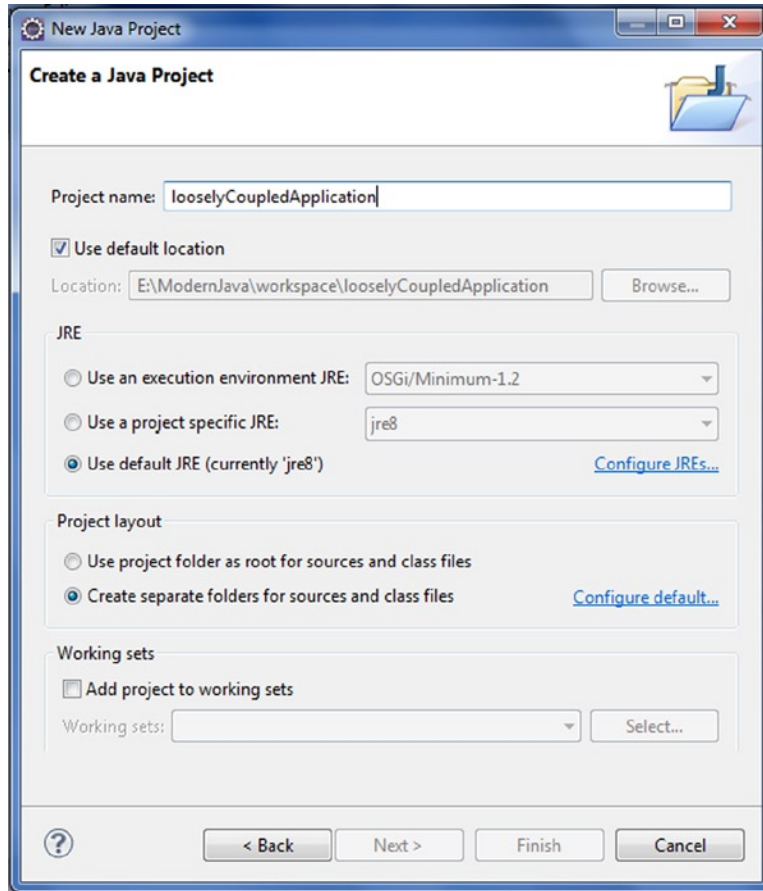 New Java Project
Create a Java Project
Project name: looselyCoupledApplication
Use default location
Location: E:\ModernJava\workspace\looselyCoupledApplication Browse...
JRE
Use an execution environment JRE: OSGi/Minimum-1.2
Use a project specific JRE: jre8
Use default JRE (currently 'jre8') Configure JREs...
Project layout
Use project folder as root for sources and class files
Create separate folders for sources and class files Configure default...
Working sets
Add project to working sets
Working sets: Select...
? < Back Next > Finish Cancel